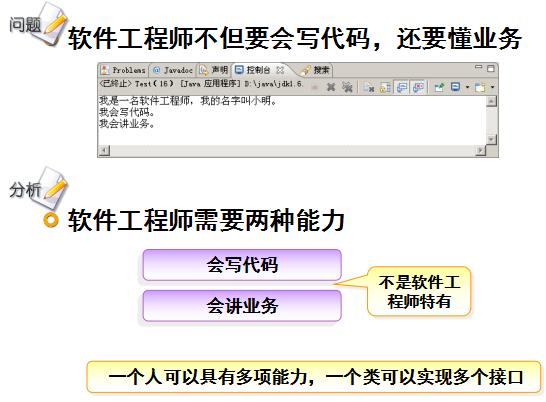 问题
软件工程师不但要会写代码，还要懂业务
Problems @ Javadoc 声明 控制台 搜索
<已终止> Test (16) [Java 应用程序] D:\java\jdk1.6.
我是一名软件工程师，我的名字叫小明。
我会写代码。
我会讲业务。
分析
软件工程师需要两种能力
会写代码
会讲业务
不是软件工
程师特有
一个人可以具有多项能力，一个类可以实现多个接口